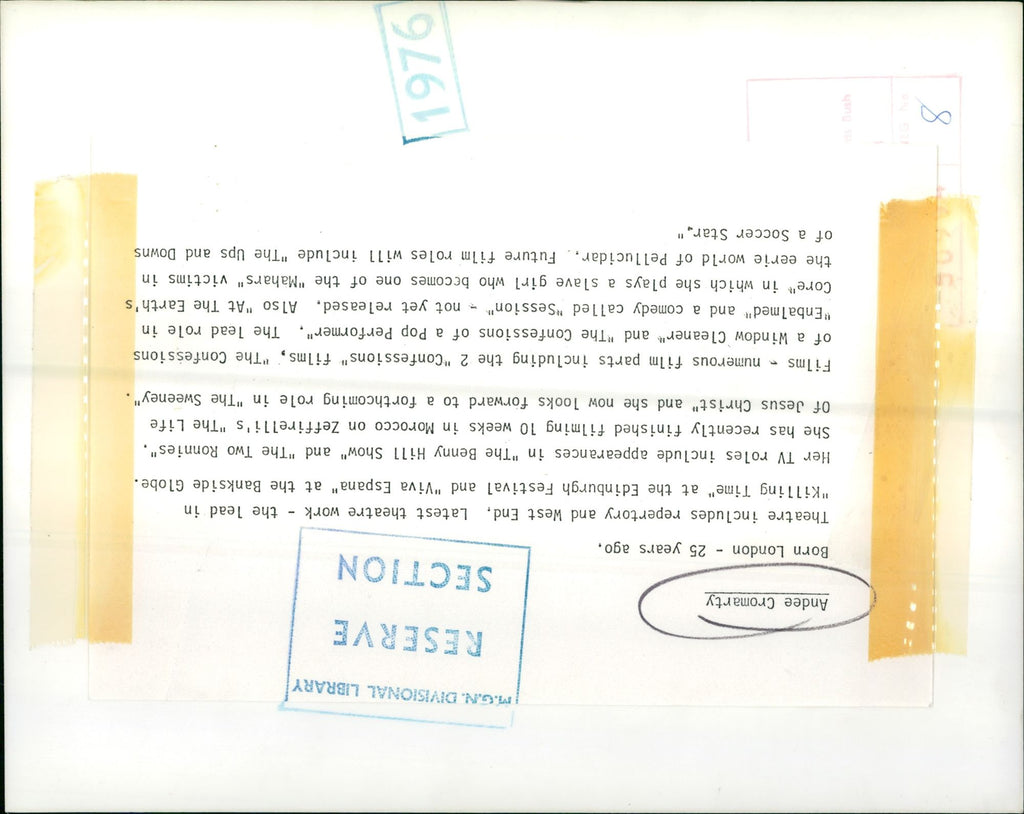 M.G.N. DIVISIONAL LIBRARY
RESERVE
SECTION
Andee Cromarty
Born London - 25 years ago.
Theatre includes repertory and West End. Latest theatre work - the lead in
"Killing Time" at the Edinburgh Festival and "Viva Espana" at the Bankside Globe.
Her TV roles include appearances in "The Benny Hill Show" and "The Two Ronnies".
She has recently finished filming 10 weeks in Morocco on Zeffirelli's "The Life
Of Jesus Christ" and she now looks forward to a forthcoming role in "The Sweeney".
Films - numerous film parts including the 2 "Confessions" films, "The Confessions
of a Window Cleaner" and "The Confessions of a Pop Performer". The lead role in
"Enbalmed" and a comedy called "Session" - not yet released. Also "At The Earth's
Core" in which she plays a slave girl who bccomes one of the "Mahars" victims in
the eerie world of Pellucidar.. Future film roles will include "The Ups and Downs
of a Soccer Star."
1976
8